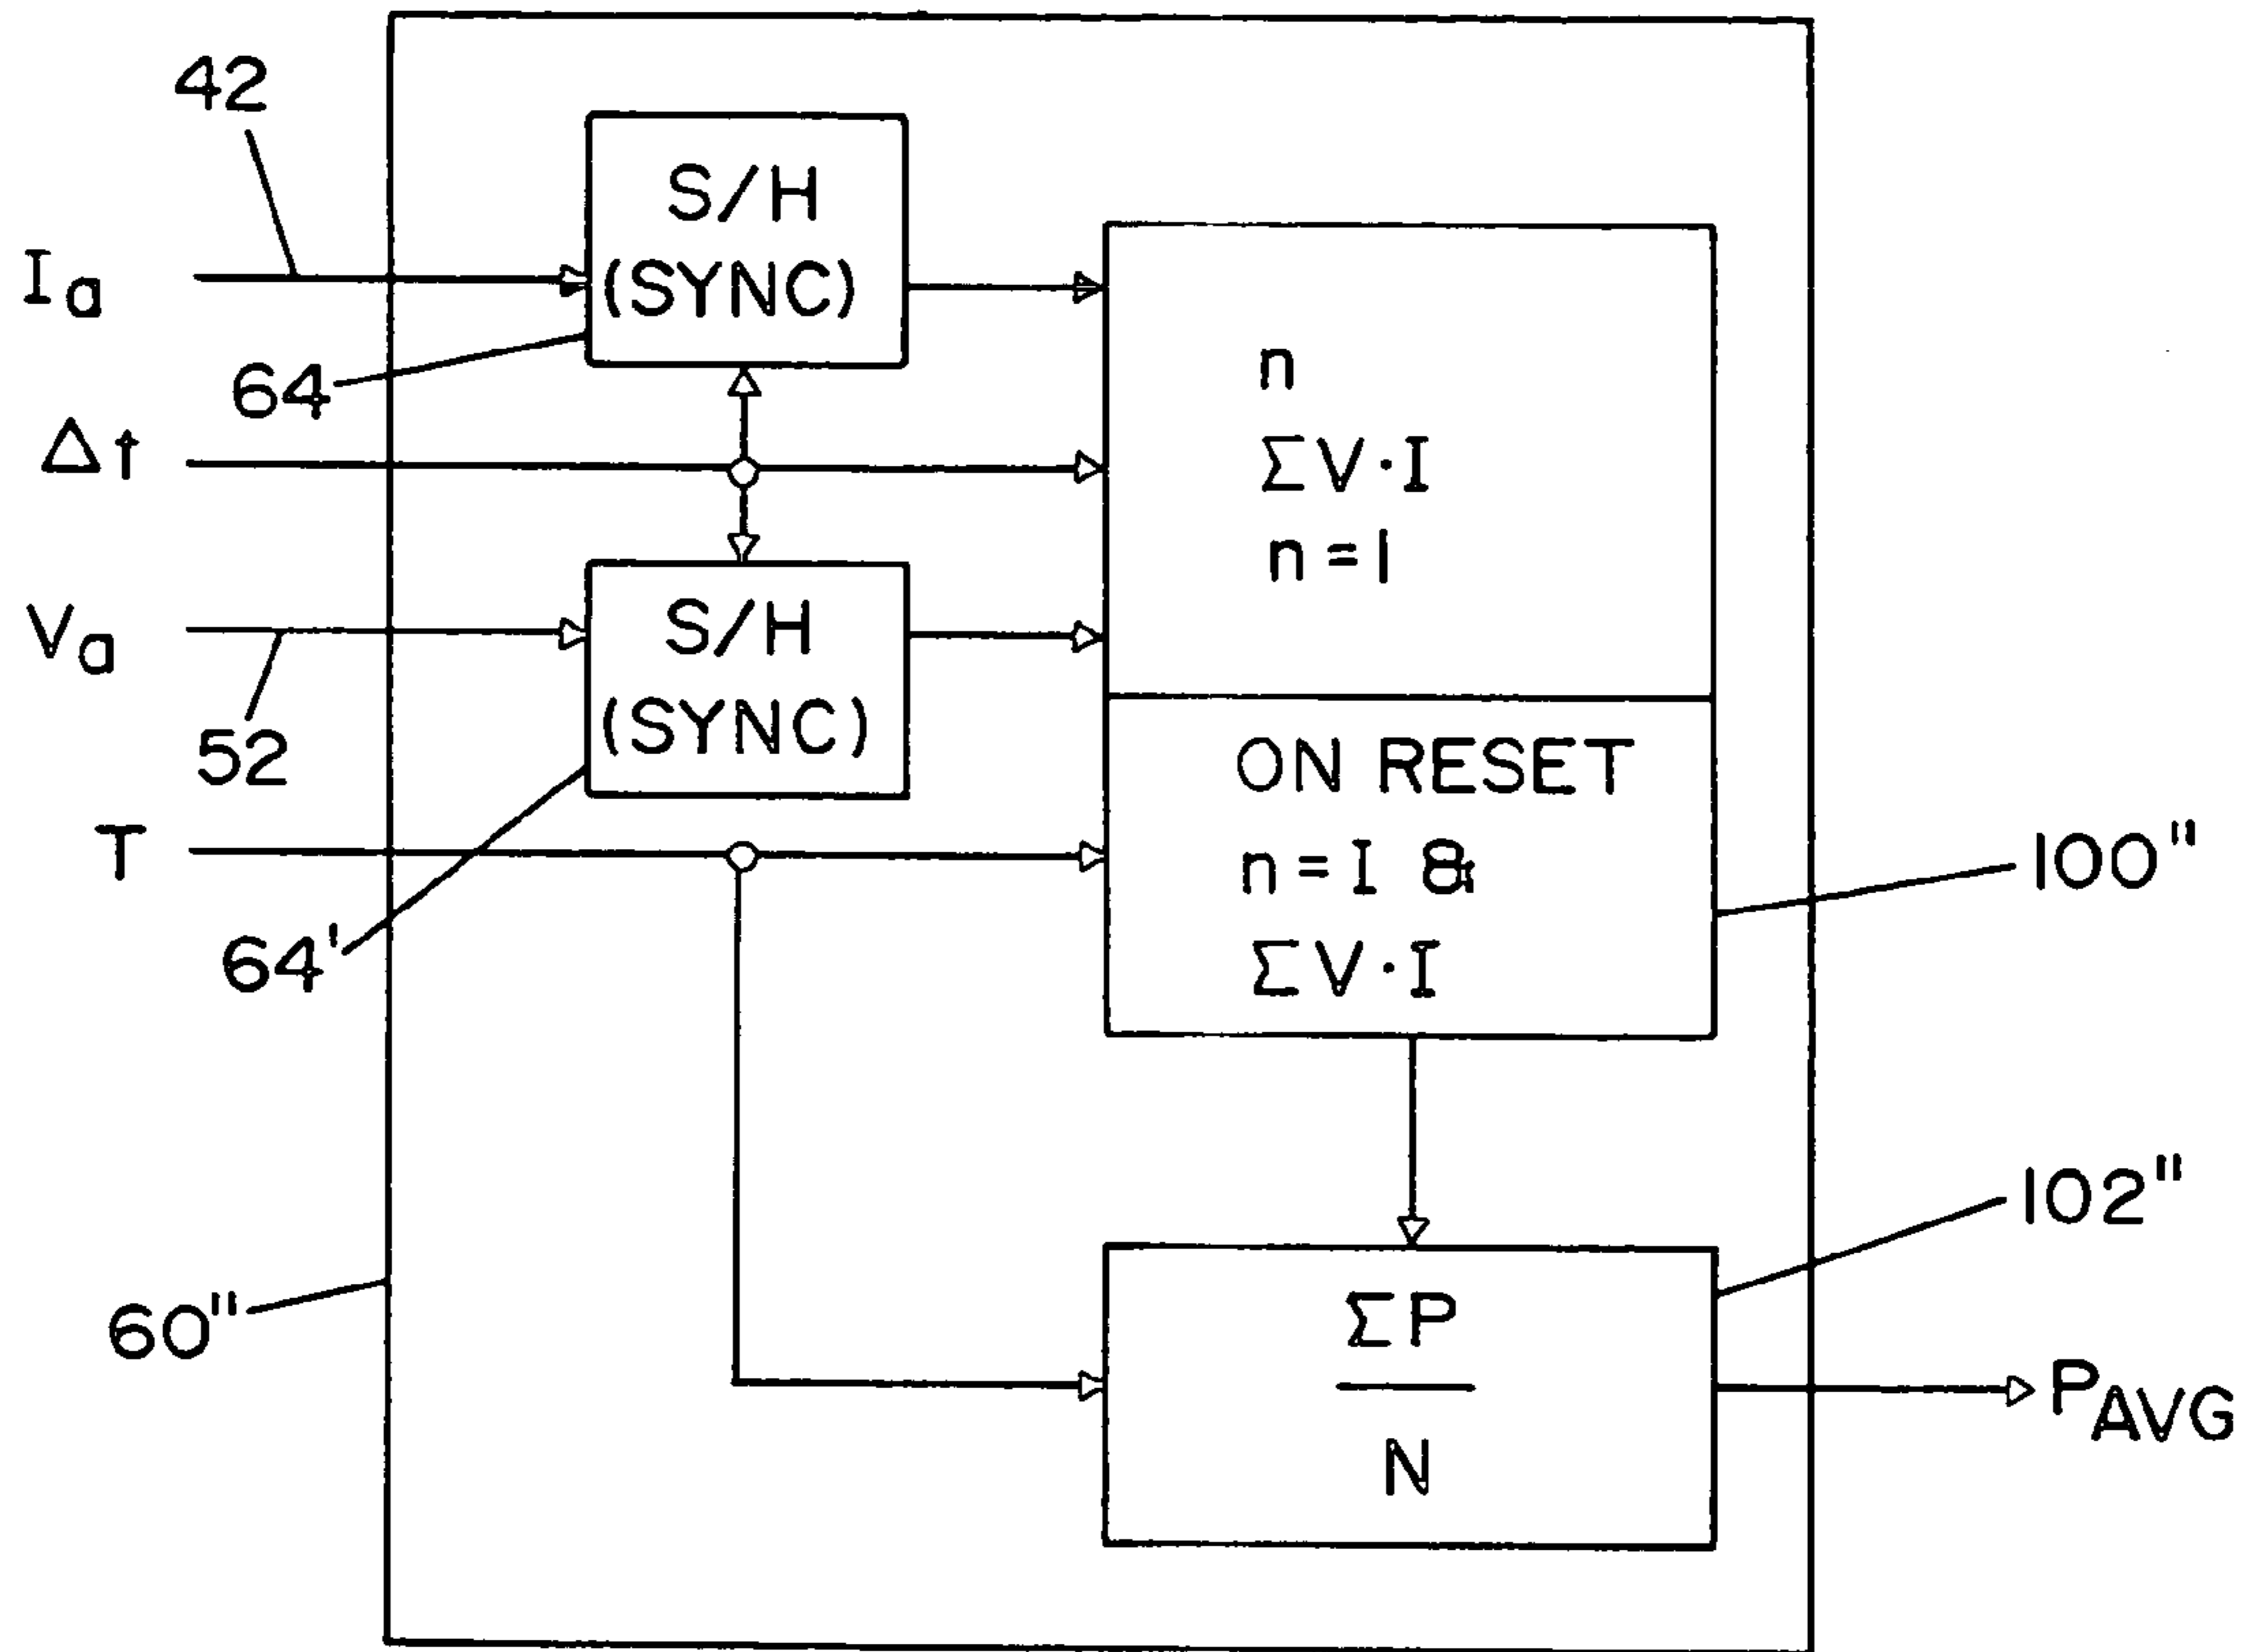 42
S/H
(SYNC)
Ia
64
Δt
n
ΣV·I
n=1
Va
S/H
(SYNC)
52
T
ON RESET
n=I &
ΣV·I
100"
64'
102"
60"
ΣP
N
PAVG